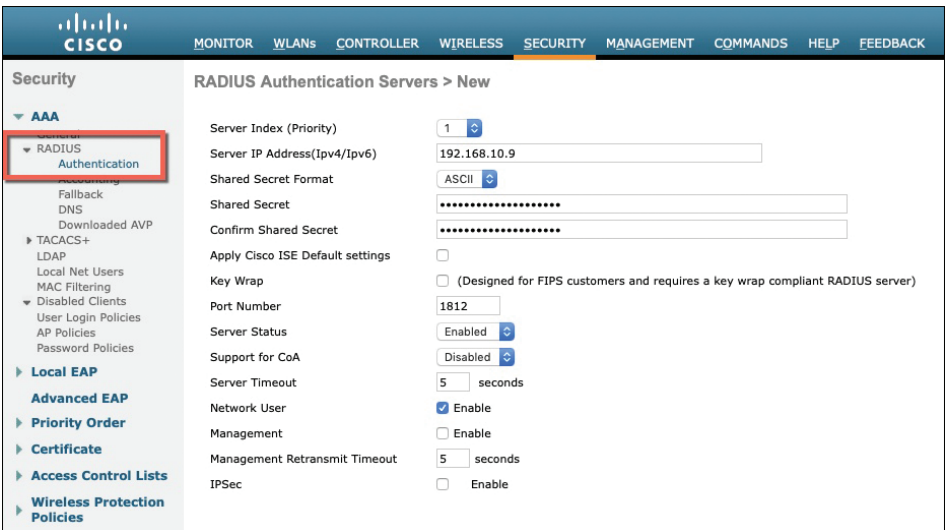 CISCO
MONITOR WLANs CONTROLLER WIRELESS SECURITY MANAGEMENT COMMANDS HELP FEEDBACK
Security
AAA
General
RADIUS
Authentication
Accounting
Fallback
DNS
Downloaded AVP
TACACS+
LDAP
Local Net Users
MAC Filtering
Disabled Clients
User Login Policies
AP Policies
Password Policies
Local EAP
Advanced EAP
Priority Order
Certificate
Access Control Lists
Wireless Protection
Policies
RADIUS Authentication Servers > New
Server Index (Priority) 1
Server IP Address(Ipv4/Ipv6) 192.168.10.9
Shared Secret Format ASCII
Shared Secret ••••••••••••••••••••
Confirm Shared Secret ••••••••••••••••••••
Apply Cisco ISE Default settings
Key Wrap (Designed for FIPS customers and requires a key wrap compliant RADIUS server)
Port Number 1812
Server Status Enabled
Support for CoA Disabled
Server Timeout 5 seconds
Network User Enable
Management Enable
Management Retransmit Timeout 5 seconds
IPSec Enable